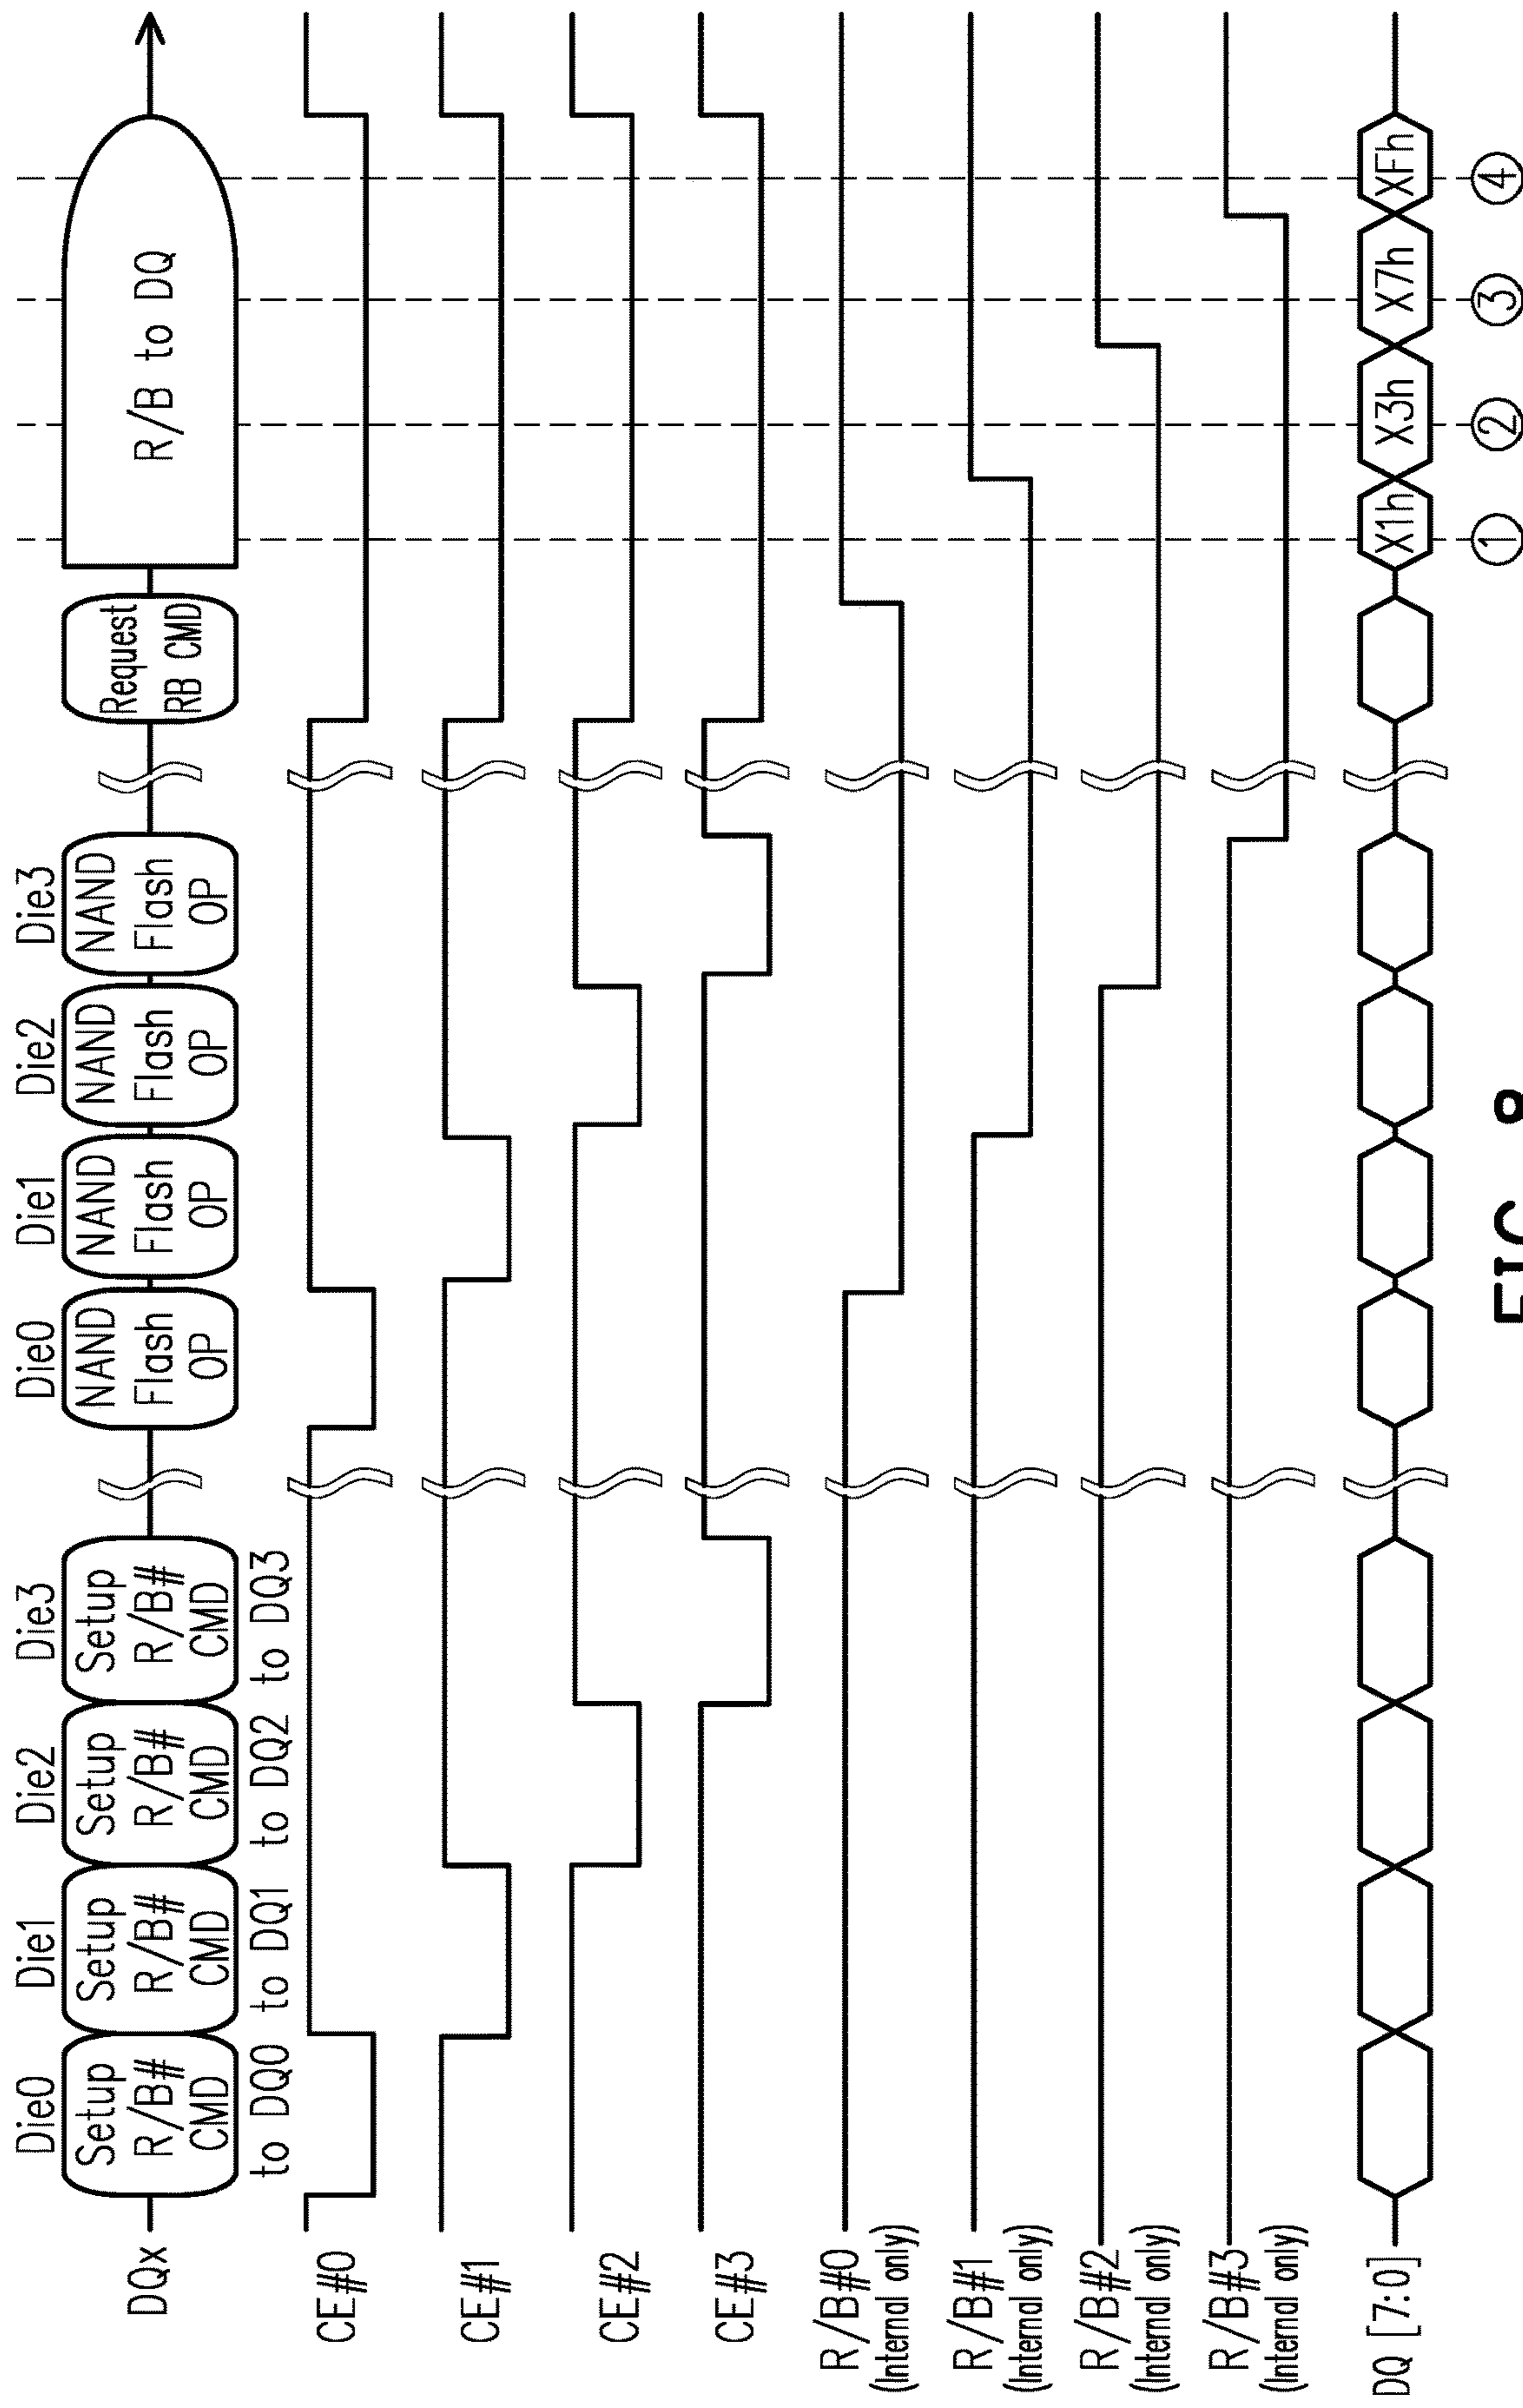 Die0 Die1 Die2 Die3 Die0 Die1 Die2 Die3
DQx
Setup
R/B#
CMD
Setup
R/B#
CMD
Setup
R/B#
CMD
Setup
R/B#
CMD
NAND
Flash
OP
NAND
Flash
OP
NAND
Flash
OP
NAND
Flash
OP
Request
RB CMD
R/B to DQ
to DQ0 to DQ1 to DQ2 to DQ3
CE#0
CE#1
CE#2
CE#3
R/B#0
(Internal only)
R/B#1
(Internal only)
R/B#2
(Internal only)
R/B#3
(Internal only)
DQ [7:0]
X1h X3h X7h XFh
1 2 3 4
FIG. 8